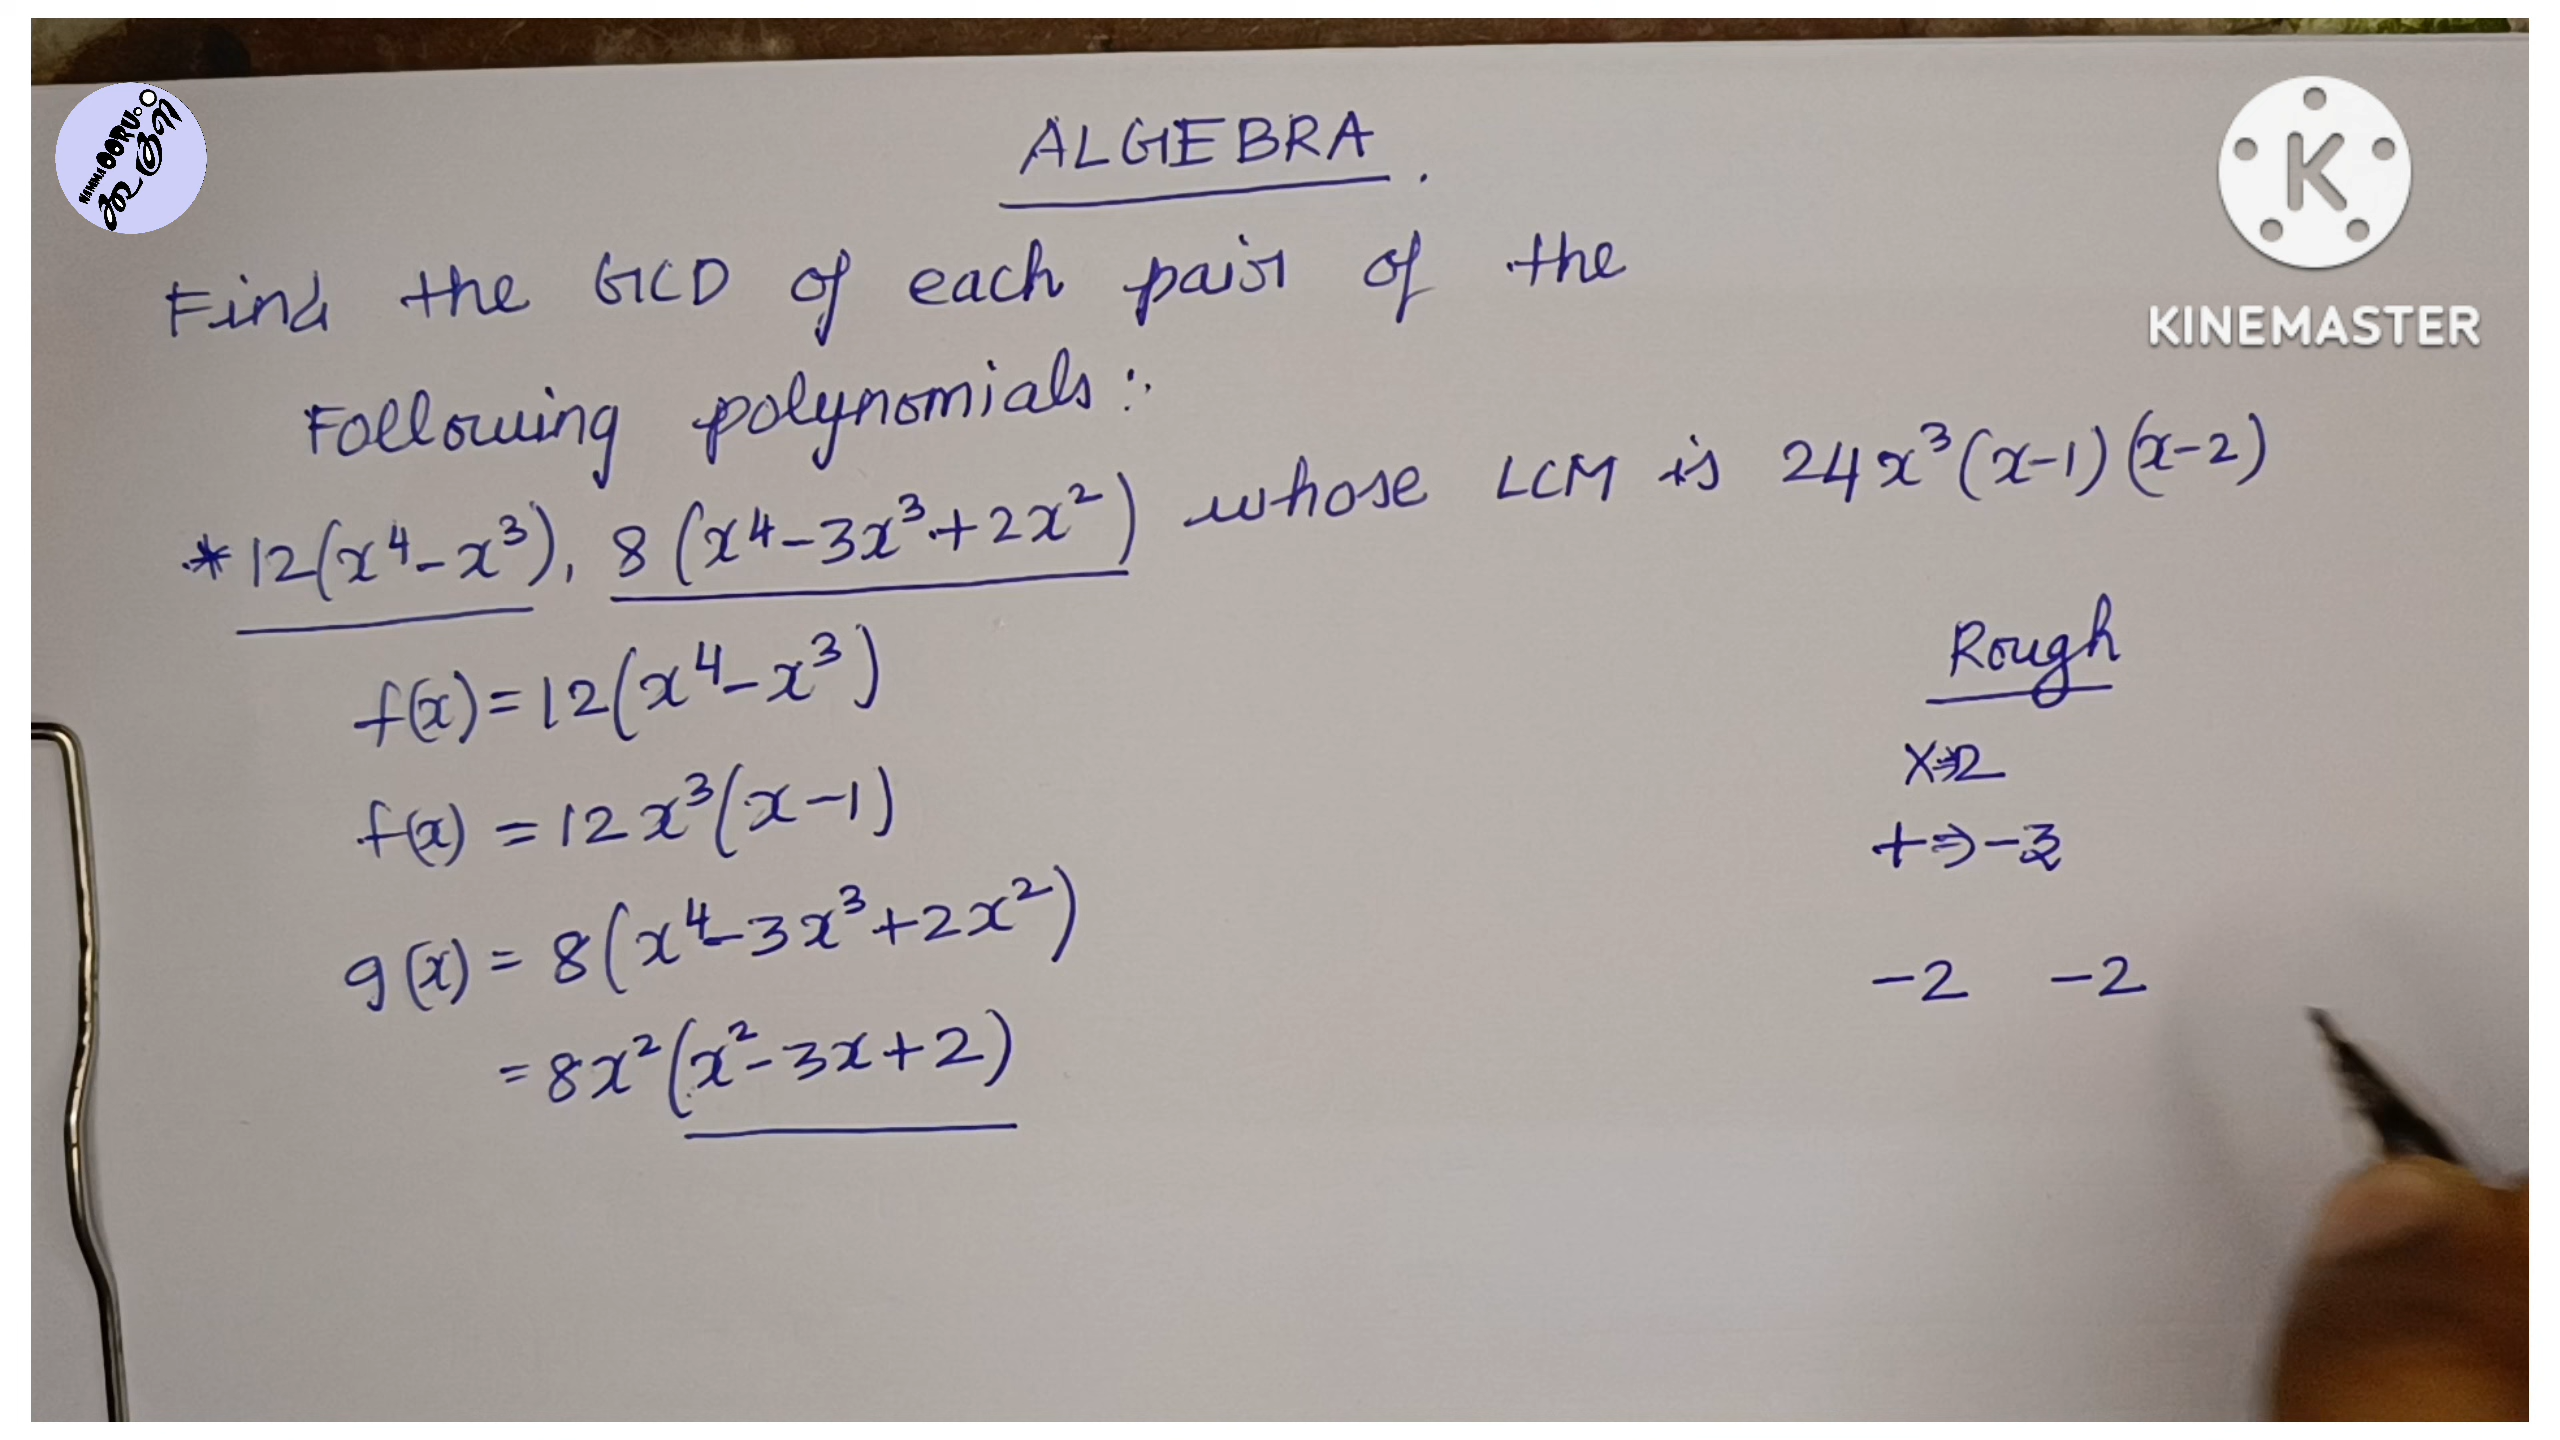 NAMMAOORU
KINEMASTER
ALGEBRA.
Find the GCD of each pair of the
Following polynomials:
*12(x⁴-x³), 8(x⁴-3x³+2x²) whose LCM is 24x³(x-1)(x-2)
f(x)=12(x⁴-x³)
f(x) = 12x³(x-1)
g(x) = 8(x⁴-3x³+2x²)
= 8x²(x²-3x+2)
Rough
x⇒2
+⇒-3
-2 -2